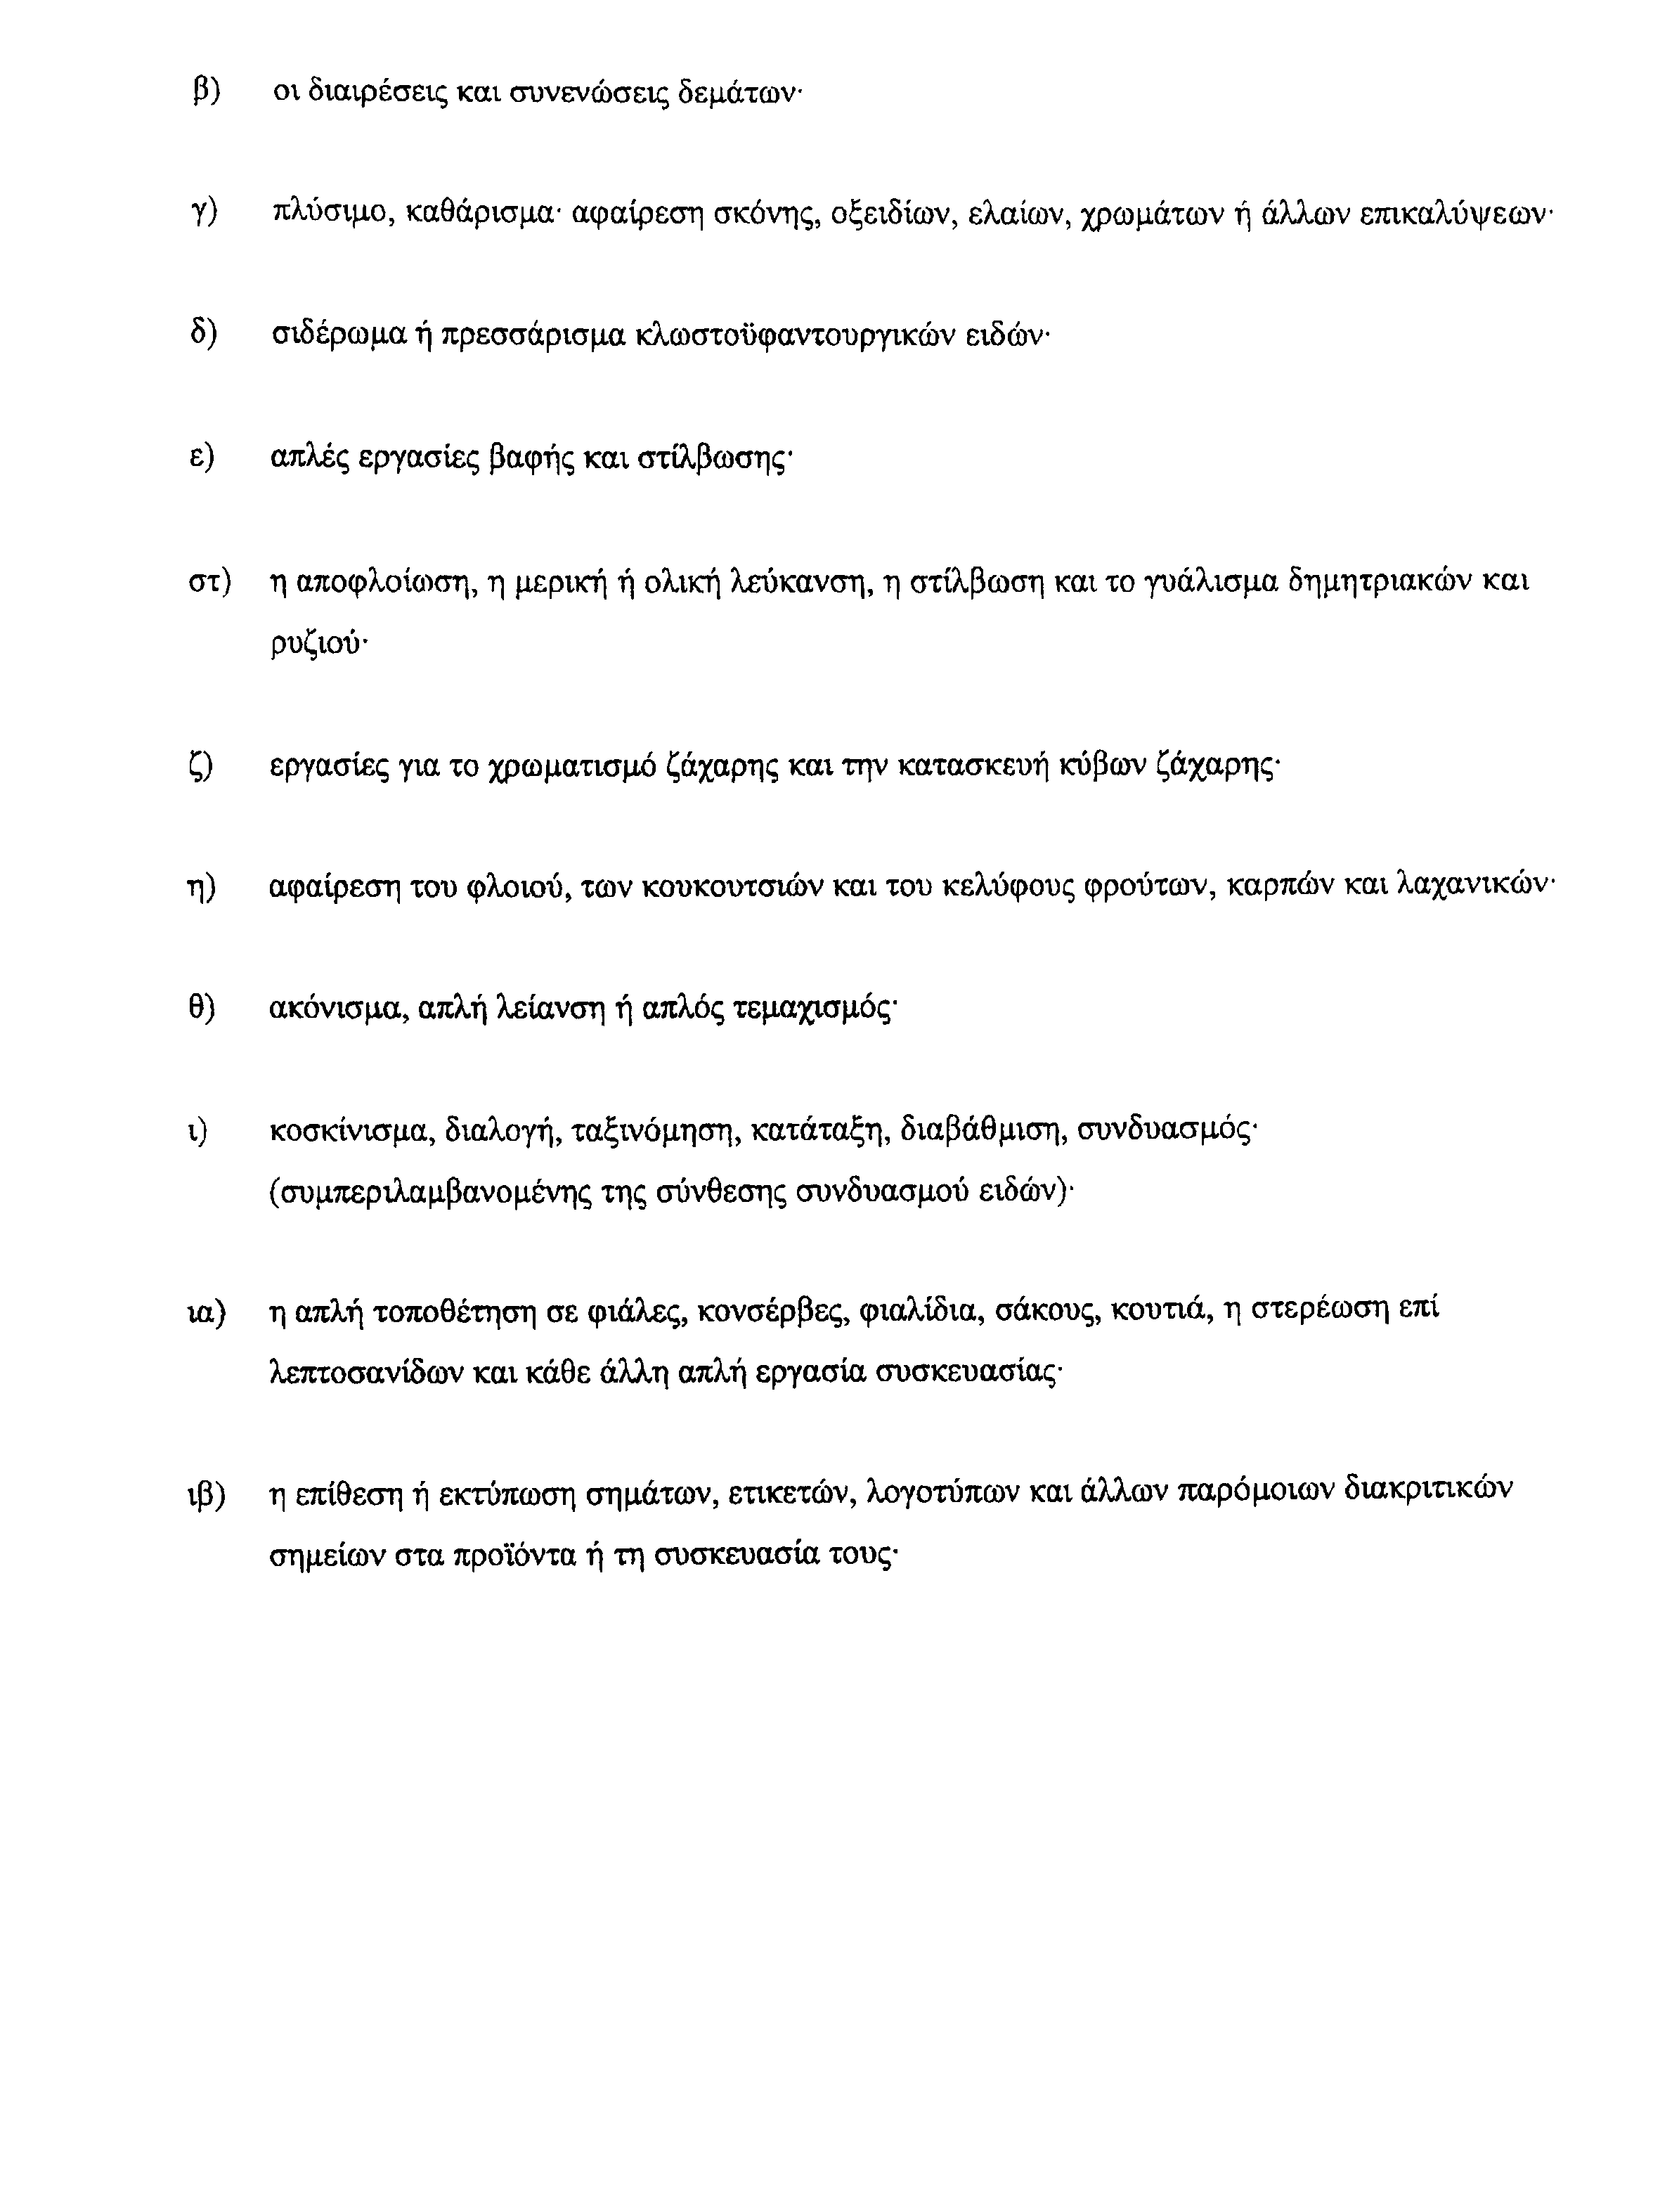 β) οι διαιρέσεις και συνενώσεις δεμάτων·
γ) πλύσιμο, καθάρισμα· αφαίρεση σκόνης, οξειδίων, ελαίων, χρωμάτων ή άλλων επικαλύψεων·
δ) σιδέρωμα ή πρεσσάρισμα κλωστοϋφαντουργικών ειδών·
ε) απλές εργασίες βαφής και στίλβωσης·
στ) η αποφλοίωση, η μερική ή ολική λεύκανση, η στίλβωση και το γυάλισμα δημητριακών και
ρυζιού·
ζ) εργασίες για το χρωματισμό ζάχαρης και την κατασκευή κύβων ζάχαρης·
η) αφαίρεση του φλοιού, των κουκουτσιών και του κελύφους φρούτων, καρπών και λαχανικών·
θ) ακόνισμα, απλή λείανση ή απλός τεμαχισμός·
ι) κοσκίνισμα, διαλογή, ταξινόμηση, κατάταξη, διαβάθμιση, συνδυασμός·
(συμπεριλαμβανομένης της σύνθεσης συνδυασμού ειδών)·
ια) η απλή τοποθέτηση σε φιάλες, κονσέρβες, φιαλίδια, σάκους, κουτιά, η στερέωση επί
λεπτοσανίδων και κάθε άλλη απλή εργασία συσκευασίας·
ιβ) η επίθεση ή εκτύπωση σημάτων, ετικετών, λογοτύπων και άλλων παρόμοιων διακριτικών
σημείων στα προϊόντα ή τη συσκευασία τους·